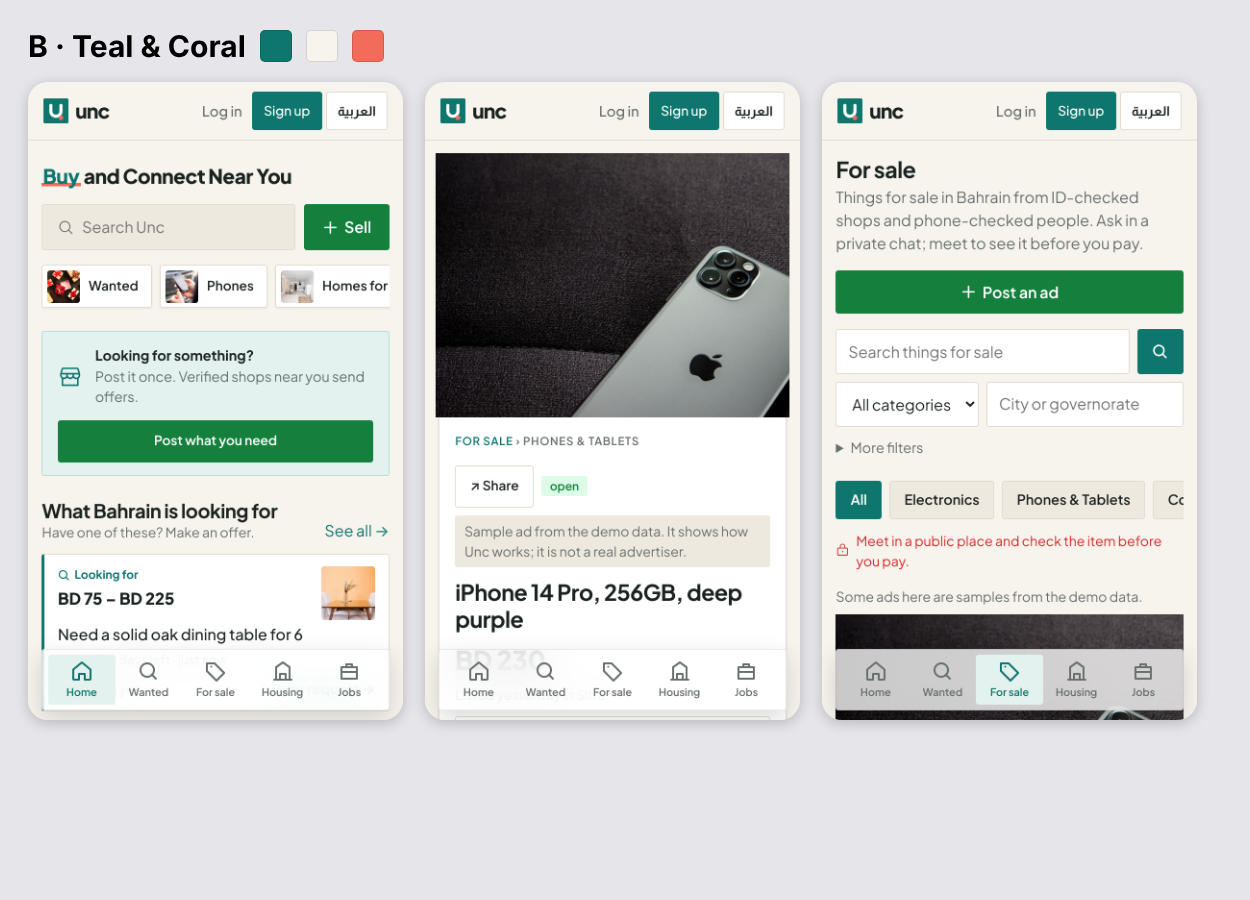 B · Teal & Coral
unc
Log in
Sign up
العربية
Buy and Connect Near You
Search Unc
+ Sell
Wanted
Phones
Homes for
Looking for something?
Post it once. Verified shops near you send
offers.
Post what you need
What Bahrain is looking for
Have one of these? Make an offer.
See all →
Looking for
BD 75 – BD 225
Need a solid oak dining table for 6
Home
Wanted
For sale
Housing
Jobs
unc
Log in
Sign up
العربية
FOR SALE › PHONES & TABLETS
↗ Share
open
Sample ad from the demo data. It shows how
Unc works; it is not a real advertiser.
iPhone 14 Pro, 256GB, deep
purple
BD 230
Home
Wanted
For sale
Housing
Jobs
unc
Log in
Sign up
العربية
For sale
Things for sale in Bahrain from ID-checked
shops and phone-checked people. Ask in a
private chat; meet to see it before you pay.
+ Post an ad
Search things for sale
All categories
City or governorate
▶ More filters
All
Electronics
Phones & Tablets
Co
Meet in a public place and check the item before
you pay.
Some ads here are samples from the demo data.
Home
Wanted
For sale
Housing
Jobs